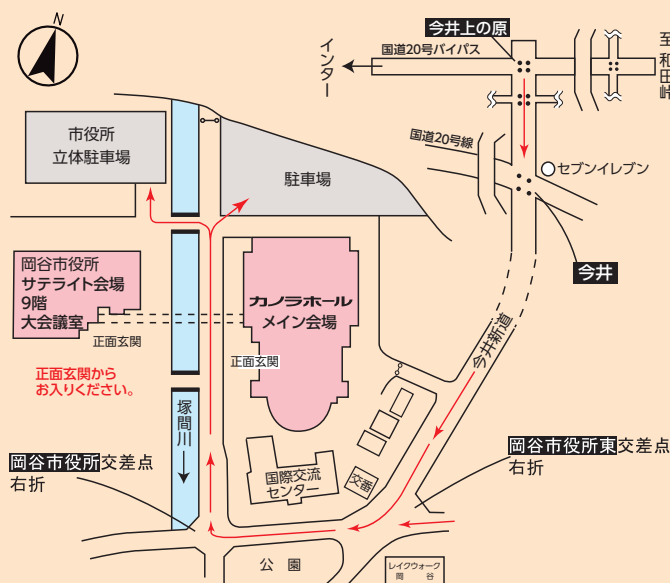 N
今井上の原
国道20号バイパス
インター
至 和田峠
国道20号線
セブンイレブン
今井
市役所
立体駐車場
駐車場
岡谷市役所
サテライト会場
9階
大会議室
正面玄関
正面玄関から
お入りください。
カノラホール
メイン会場
正面玄関
今井新道
塚間川
岡谷市役所交差点
右折
岡谷市役所東交差点
右折
国際交流
センター
交番
公園
レイクウォーク
岡谷